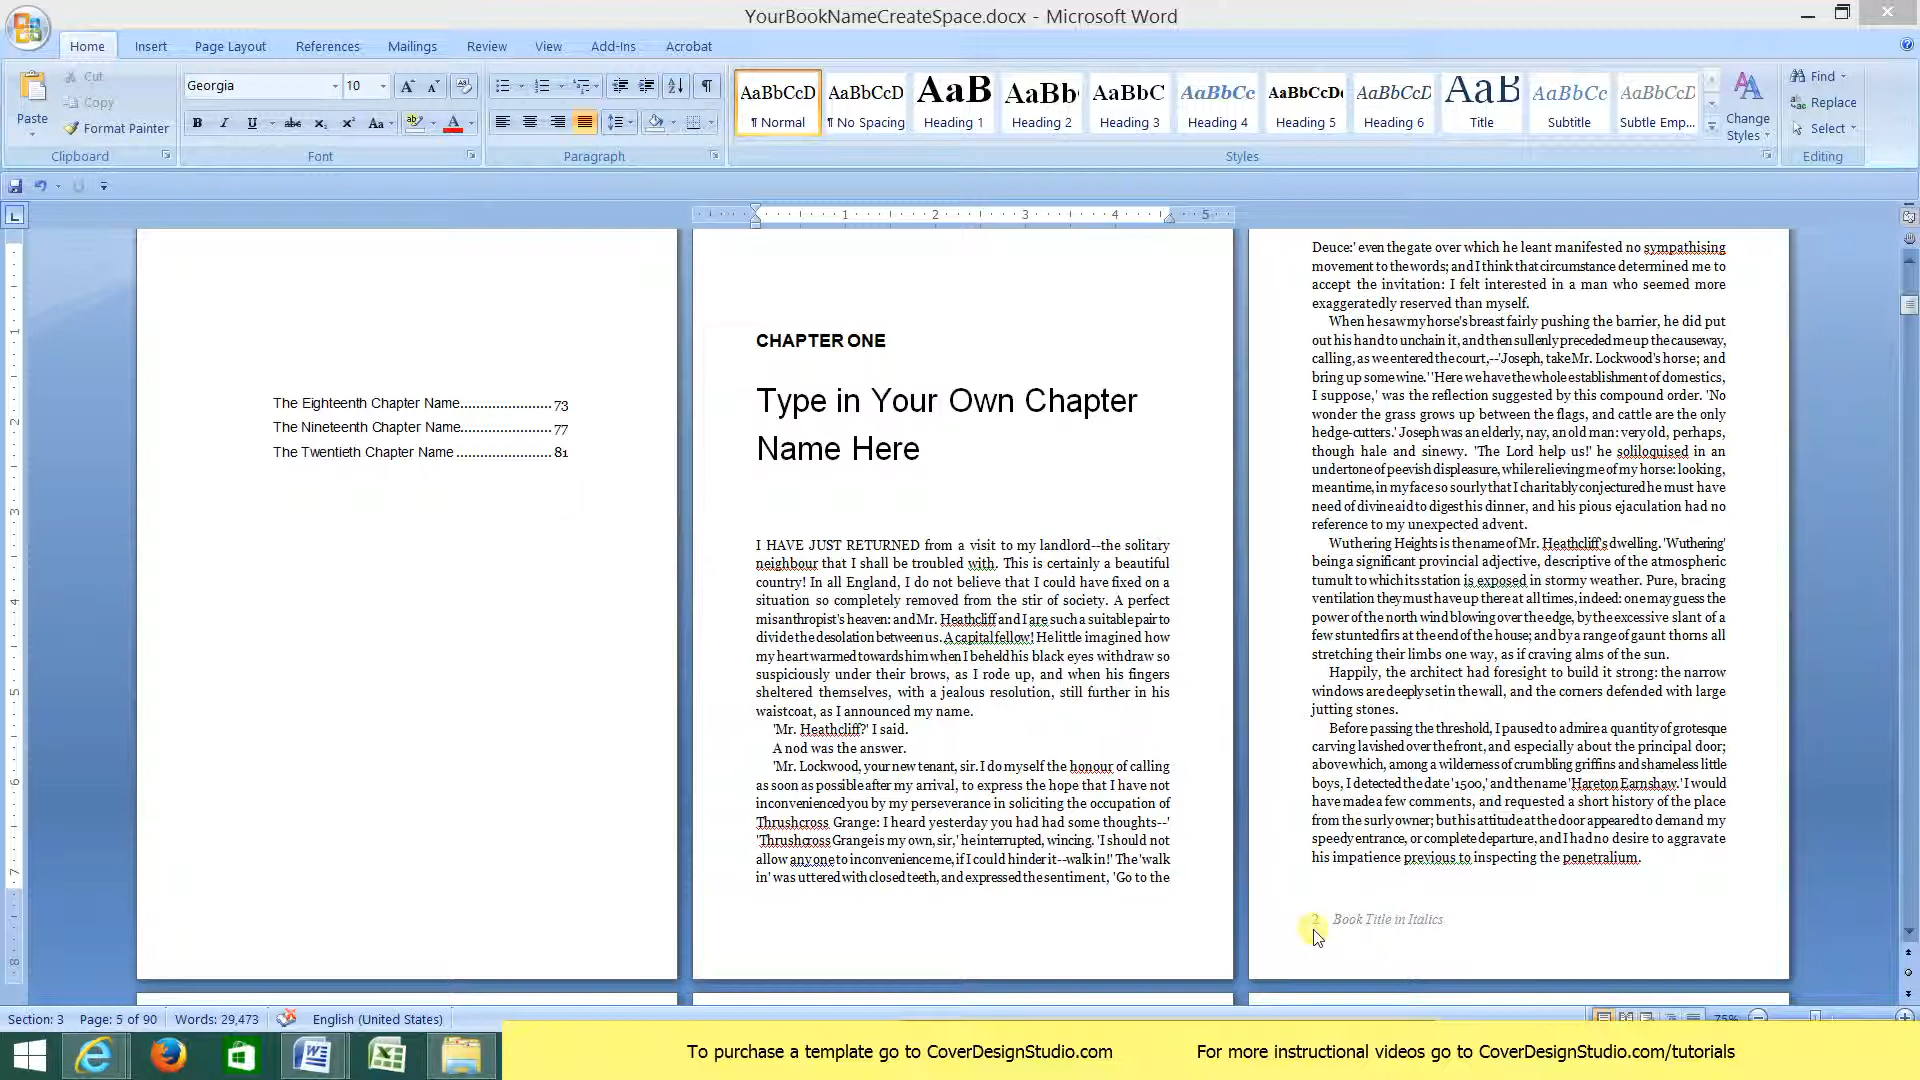 YourBookNameCreateSpace.docx - Microsoft Word
Home Insert Page Layout References Mailings Review View Add-Ins Acrobat
Paste
Cut
Copy
Format Painter
Clipboard
Georgia 10
Font
Paragraph
AaBbCcD AaBbCcD AaB AaBb( AaBbC AaBbCc AaBbCcD( AaBbCcD AaB AaBbCc AaBbCcD
¶ Normal ¶ No Spacing Heading 1 Heading 2 Heading 3 Heading 4 Heading 5 Heading 6 Title Subtitle Subtle Emp...
Change Styles
Styles
Find
Replace
Select
Editing
1 2 3 4 5
The Eighteenth Chapter Name....................... 73
The Nineteenth Chapter Name....................... 77
The Twentieth Chapter Name ........................ 81
CHAPTER ONE
Type in Your Own Chapter
Name Here
I HAVE JUST RETURNED from a visit to my landlord--the solitary
neighbour that I shall be troubled with. This is certainly a beautiful
country! In all England, I do not believe that I could have fixed on a
situation so completely removed from the stir of society. A perfect
misanthropist's heaven: and Mr. Heathcliff and I are such a suitable pair to
divide the desolation between us. A capital fellow! He little imagined how
my heart warmed towards him when I beheld his black eyes withdraw so
suspiciously under their brows, as I rode up, and when his fingers
sheltered themselves, with a jealous resolution, still further in his
waistcoat, as I announced my name.
'Mr. Heathcliff?' I said.
A nod was the answer.
'Mr. Lockwood, your new tenant, sir. I do myself the honour of calling
as soon as possible after my arrival, to express the hope that I have not
inconvenienced you by my perseverance in soliciting the occupation of
Thrushcross Grange: I heard yesterday you had had some thoughts--'
'Thrushcross Grange is my own, sir,' he interrupted, wincing. 'I should not
allow any one to inconvenience me, if I could hinder it--walk in!' The 'walk
in' was uttered with closed teeth, and expressed the sentiment, 'Go to the
Deuce:' even the gate over which he leant manifested no sympathising
movement to the words; and I think that circumstance determined me to
accept the invitation: I felt interested in a man who seemed more
exaggeratedly reserved than myself.
When he saw my horse's breast fairly pushing the barrier, he did put
out his hand to unchain it, and then sullenly preceded me up the causeway,
calling, as we entered the court,--'Joseph, take Mr. Lockwood's horse; and
bring up some wine.' 'Here we have the whole establishment of domestics,
I suppose,' was the reflection suggested by this compound order. 'No
wonder the grass grows up between the flags, and cattle are the only
hedge-cutters.' Joseph was an elderly, nay, an old man: very old, perhaps,
though hale and sinewy. 'The Lord help us!' he soliloquised in an
undertone of peevish displeasure, while relieving me of my horse: looking,
meantime, in my face so sourly that I charitably conjectured he must have
need of divine aid to digest his dinner, and his pious ejaculation had no
reference to my unexpected advent.
Wuthering Heights is the name of Mr. Heathcliff's dwelling. 'Wuthering'
being a significant provincial adjective, descriptive of the atmospheric
tumult to which its station is exposed in stormy weather. Pure, bracing
ventilation they must have up there at all times, indeed: one may guess the
power of the north wind blowing over the edge, by the excessive slant of a
few stunted firs at the end of the house; and by a range of gaunt thorns all
stretching their limbs one way, as if craving alms of the sun.
Happily, the architect had foresight to build it strong: the narrow
windows are deeply set in the wall, and the corners defended with large
jutting stones.
Before passing the threshold, I paused to admire a quantity of grotesque
carving lavished over the front, and especially about the principal door;
above which, among a wilderness of crumbling griffins and shameless little
boys, I detected the date '1500,' and the name 'Hareton Earnshaw.' I would
have made a few comments, and requested a short history of the place
from the surly owner; but his attitude at the door appeared to demand my
speedy entrance, or complete departure, and I had no desire to aggravate
his impatience previous to inspecting the penetralium.
2 Book Title in Italics
Section: 3 Page: 5 of 90 Words: 29,473 English (United States) 75%
To purchase a template go to CoverDesignStudio.com For more instructional videos go to CoverDesignStudio.com/tutorials